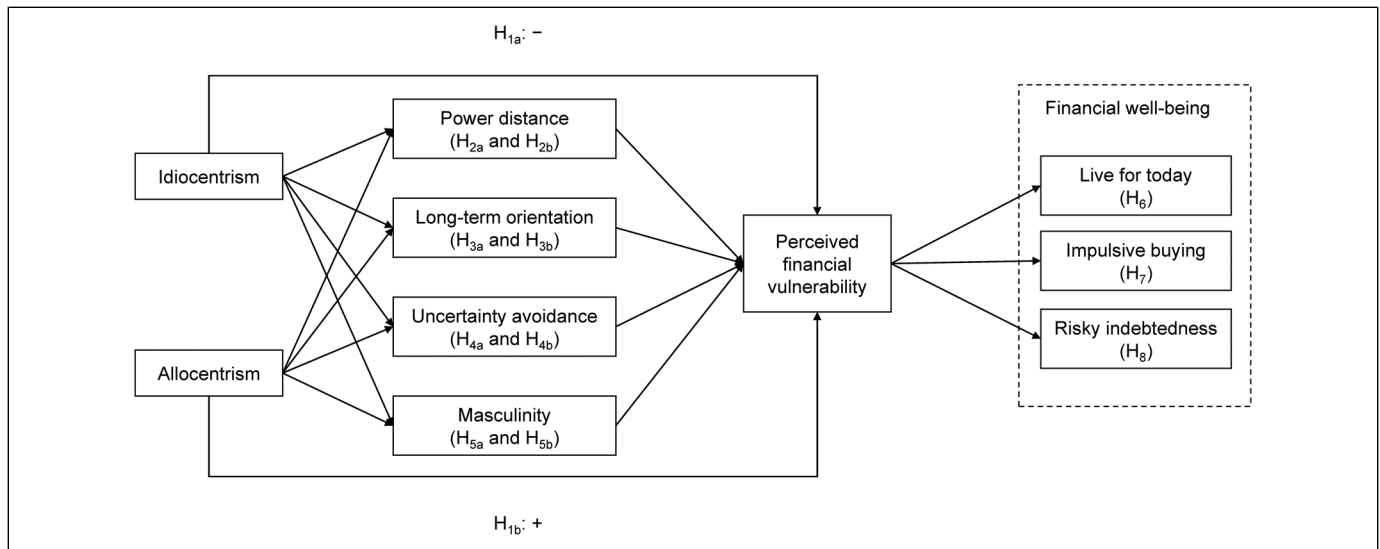 H1a: −
Power distance
(H2a and H2b)
Idiocentrism
Long-term orientation
(H3a and H3b)
Uncertainty avoidance
(H4a and H4b)
Allocentrism
Masculinity
(H5a and H5b)
Perceived
financial
vulnerability
Financial well-being
Live for today
(H6)
Impulsive buying
(H7)
Risky indebtedness
(H8)
H1b: +